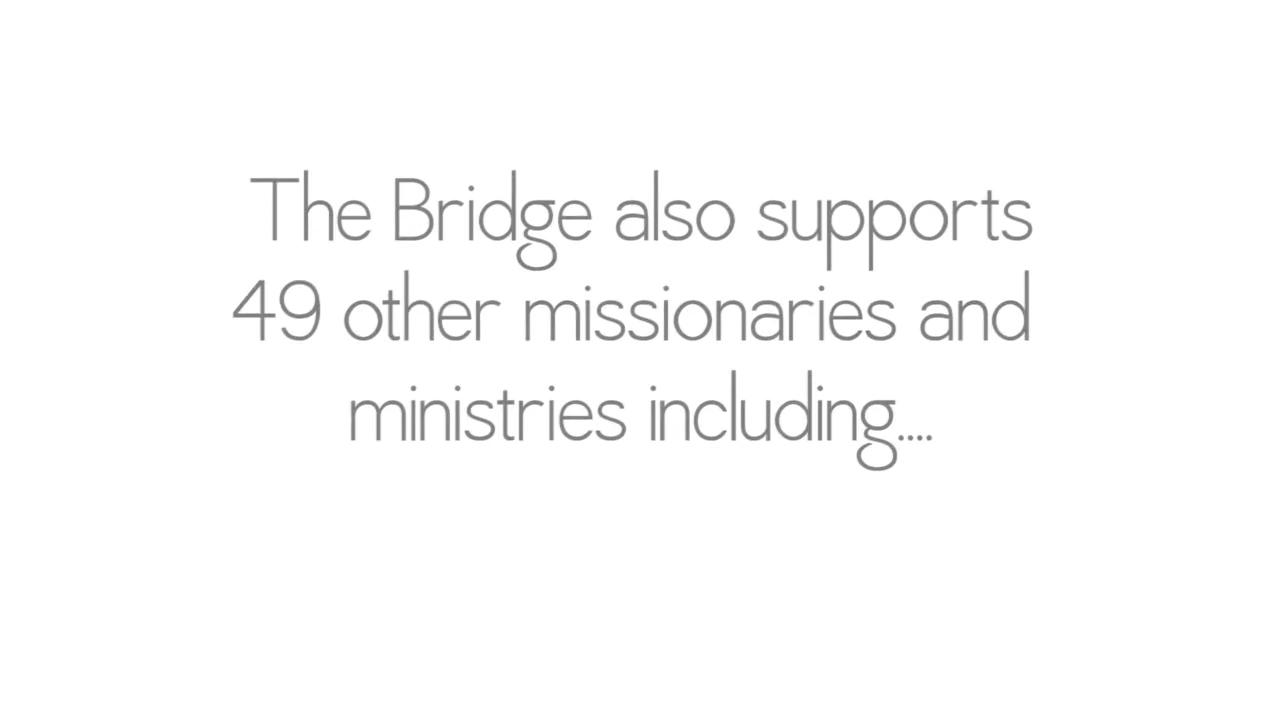 The Bridge also supports
49 other missionaries and
ministries including....